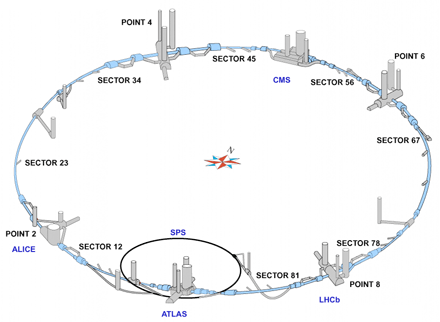 POINT 4
SECTOR 34
SECTOR 45
CMS
SECTOR 56
POINT 6
SECTOR 67
SECTOR 23
N
POINT 2
ALICE
SECTOR 12
SPS
ATLAS
SECTOR 81
SECTOR 78
LHCb
POINT 8